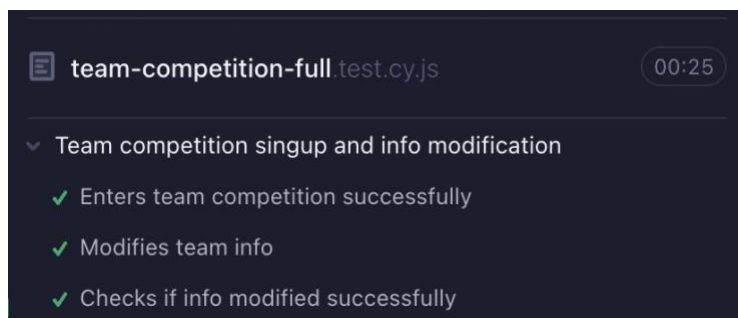 team-competition-full.test.cy.js 00:25
Team competition singup and info modification
Enters team competition successfully
Modifies team info
Checks if info modified successfully